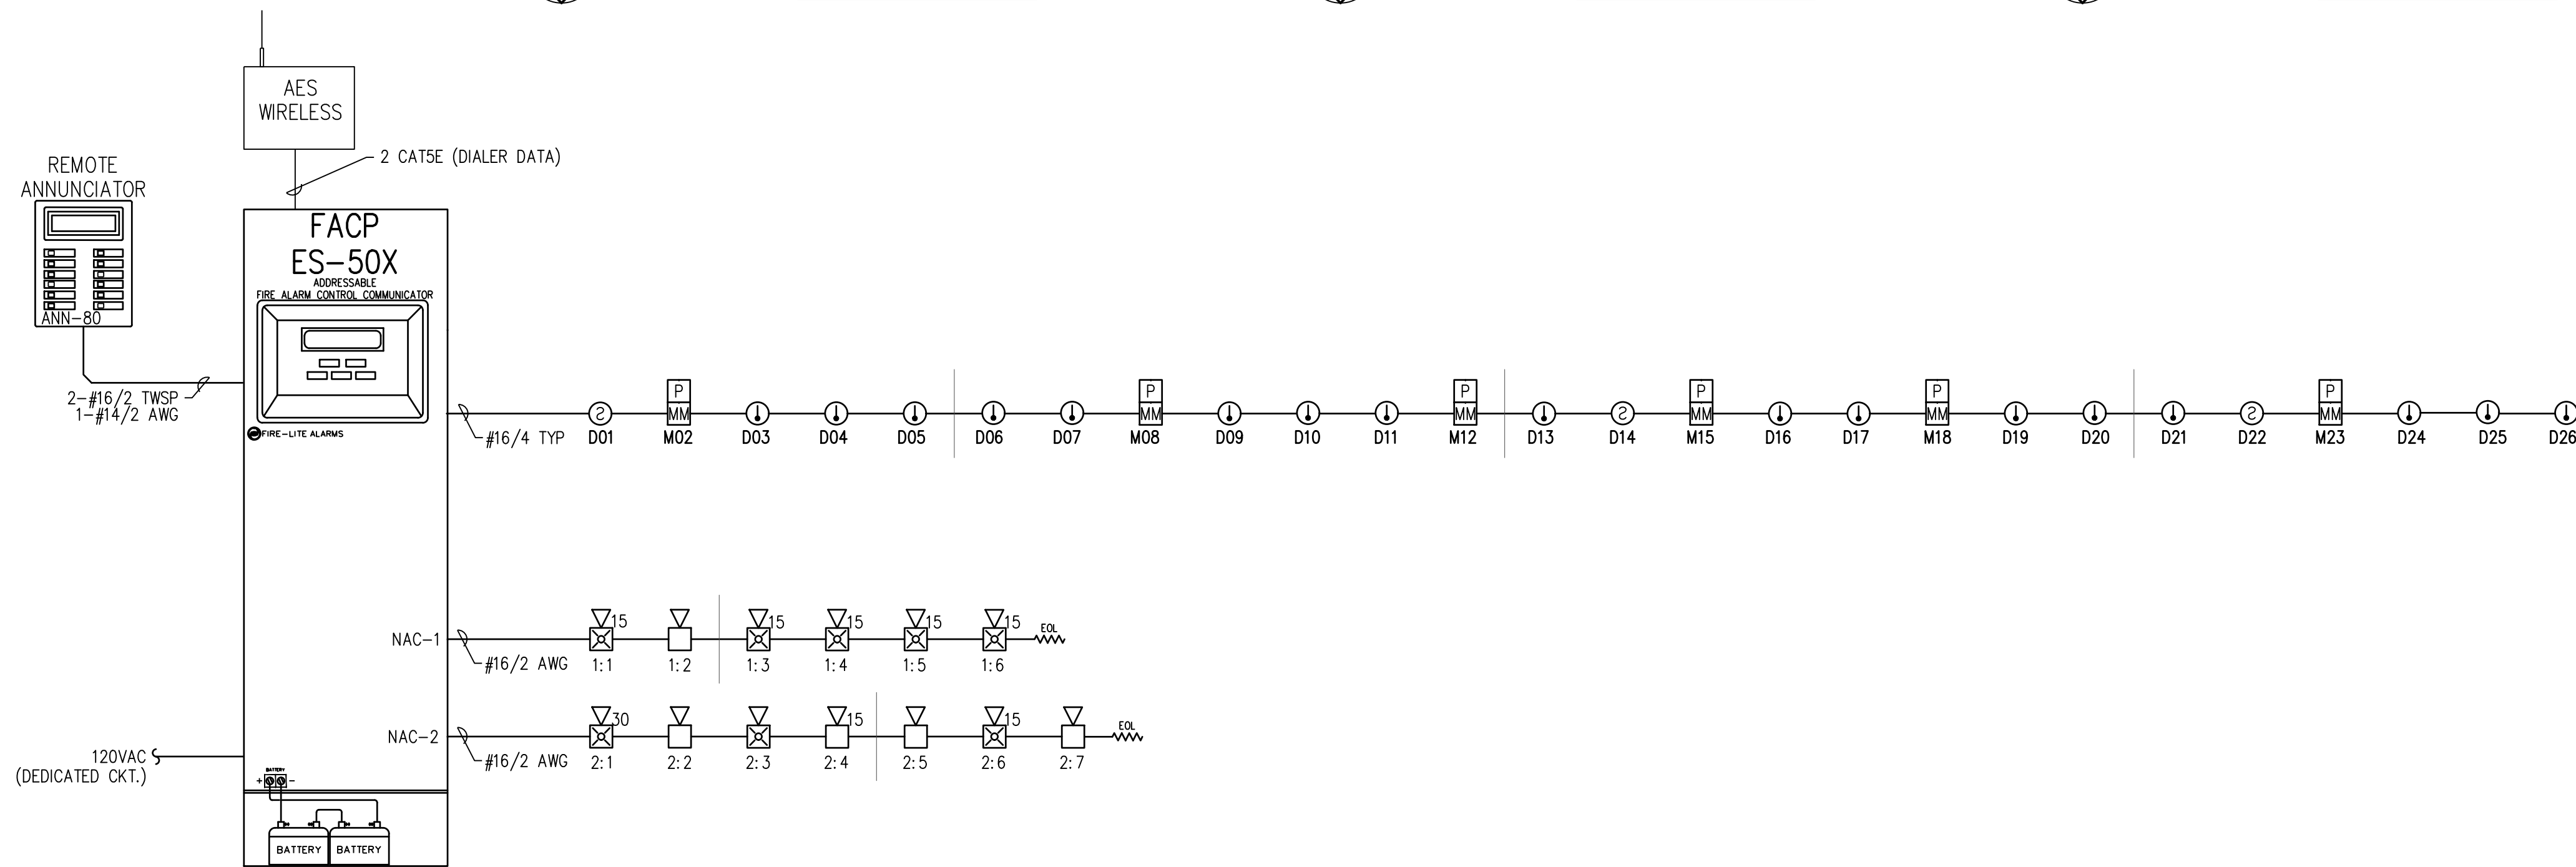 AES
WIRELESS
2 CAT5E (DIALER DATA)
REMOTE
ANNUNCIATOR
ANN-80
2-#16/2 TWSP
1-#14/2 AWG
FACP
ES-50X
ADDRESSABLE
FIRE ALARM CONTROL COMMUNICATOR
FIRE-LITE ALARMS
#16/4 TYP
P P P P P P
S MM MM MM S MM MM S MM
D01 M02 D03 D04 D05 D06 D07 M08 D09 D10 D11 M12 D13 D14 M15 D16 D17 M18 D19 D20 D21 D22 M23 D24 D25 D26
NAC-1
#16/2 AWG
15 15 15 15 15
EOL
1:1 1:2 1:3 1:4 1:5 1:6
NAC-2
#16/2 AWG
30 15 15
EOL
2:1 2:2 2:3 2:4 2:5 2:6 2:7
120VAC
(DEDICATED CKT.)
BATTERY
+ -
BATTERY BATTERY